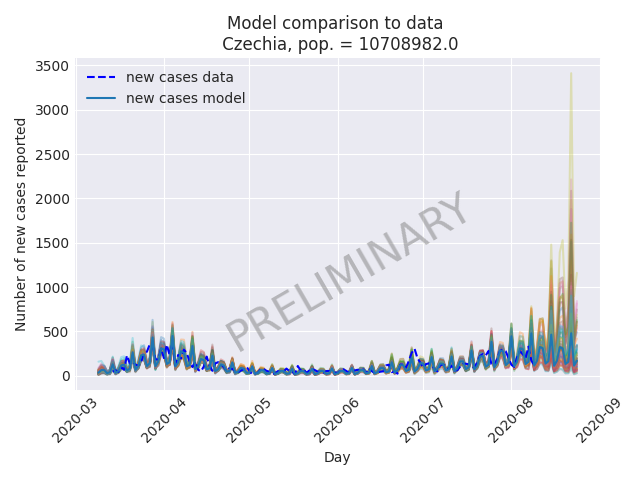 Model comparison to data
Czechia, pop. = 10708982.0
new cases data
new cases model
3500
3000
2500
2000
1500
1000
500
0
Number of new cases reported
PRELIMINARY
2020-03
2020-04
2020-05
2020-06
2020-07
2020-08
2020-09
Day